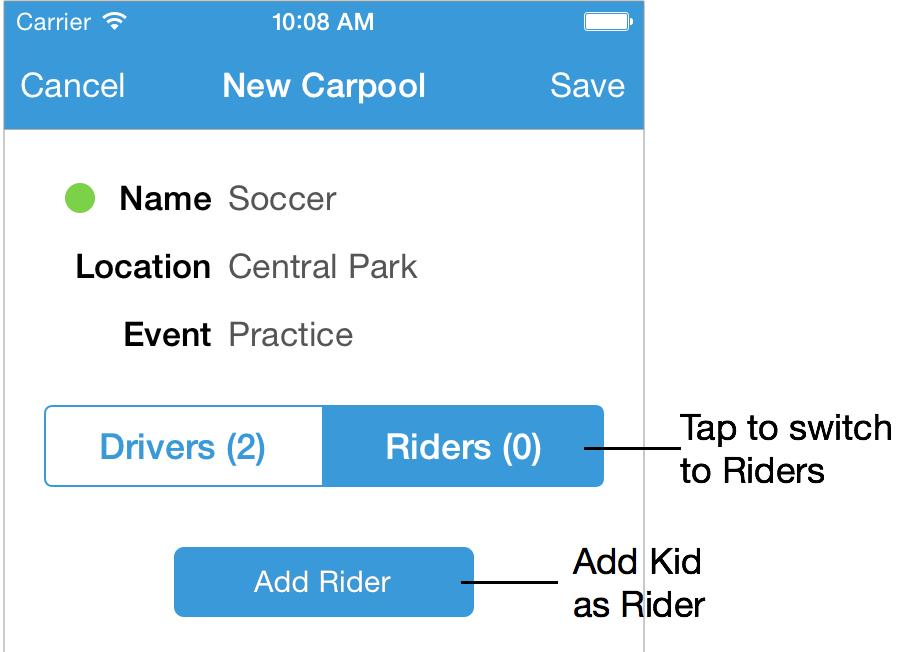 Carrier 10:08 AM
Cancel New Carpool Save
Name Soccer
Location Central Park
Event Practice
Drivers (2) Riders (0)
Tap to switch
to Riders
Add Rider
Add Kid
as Rider